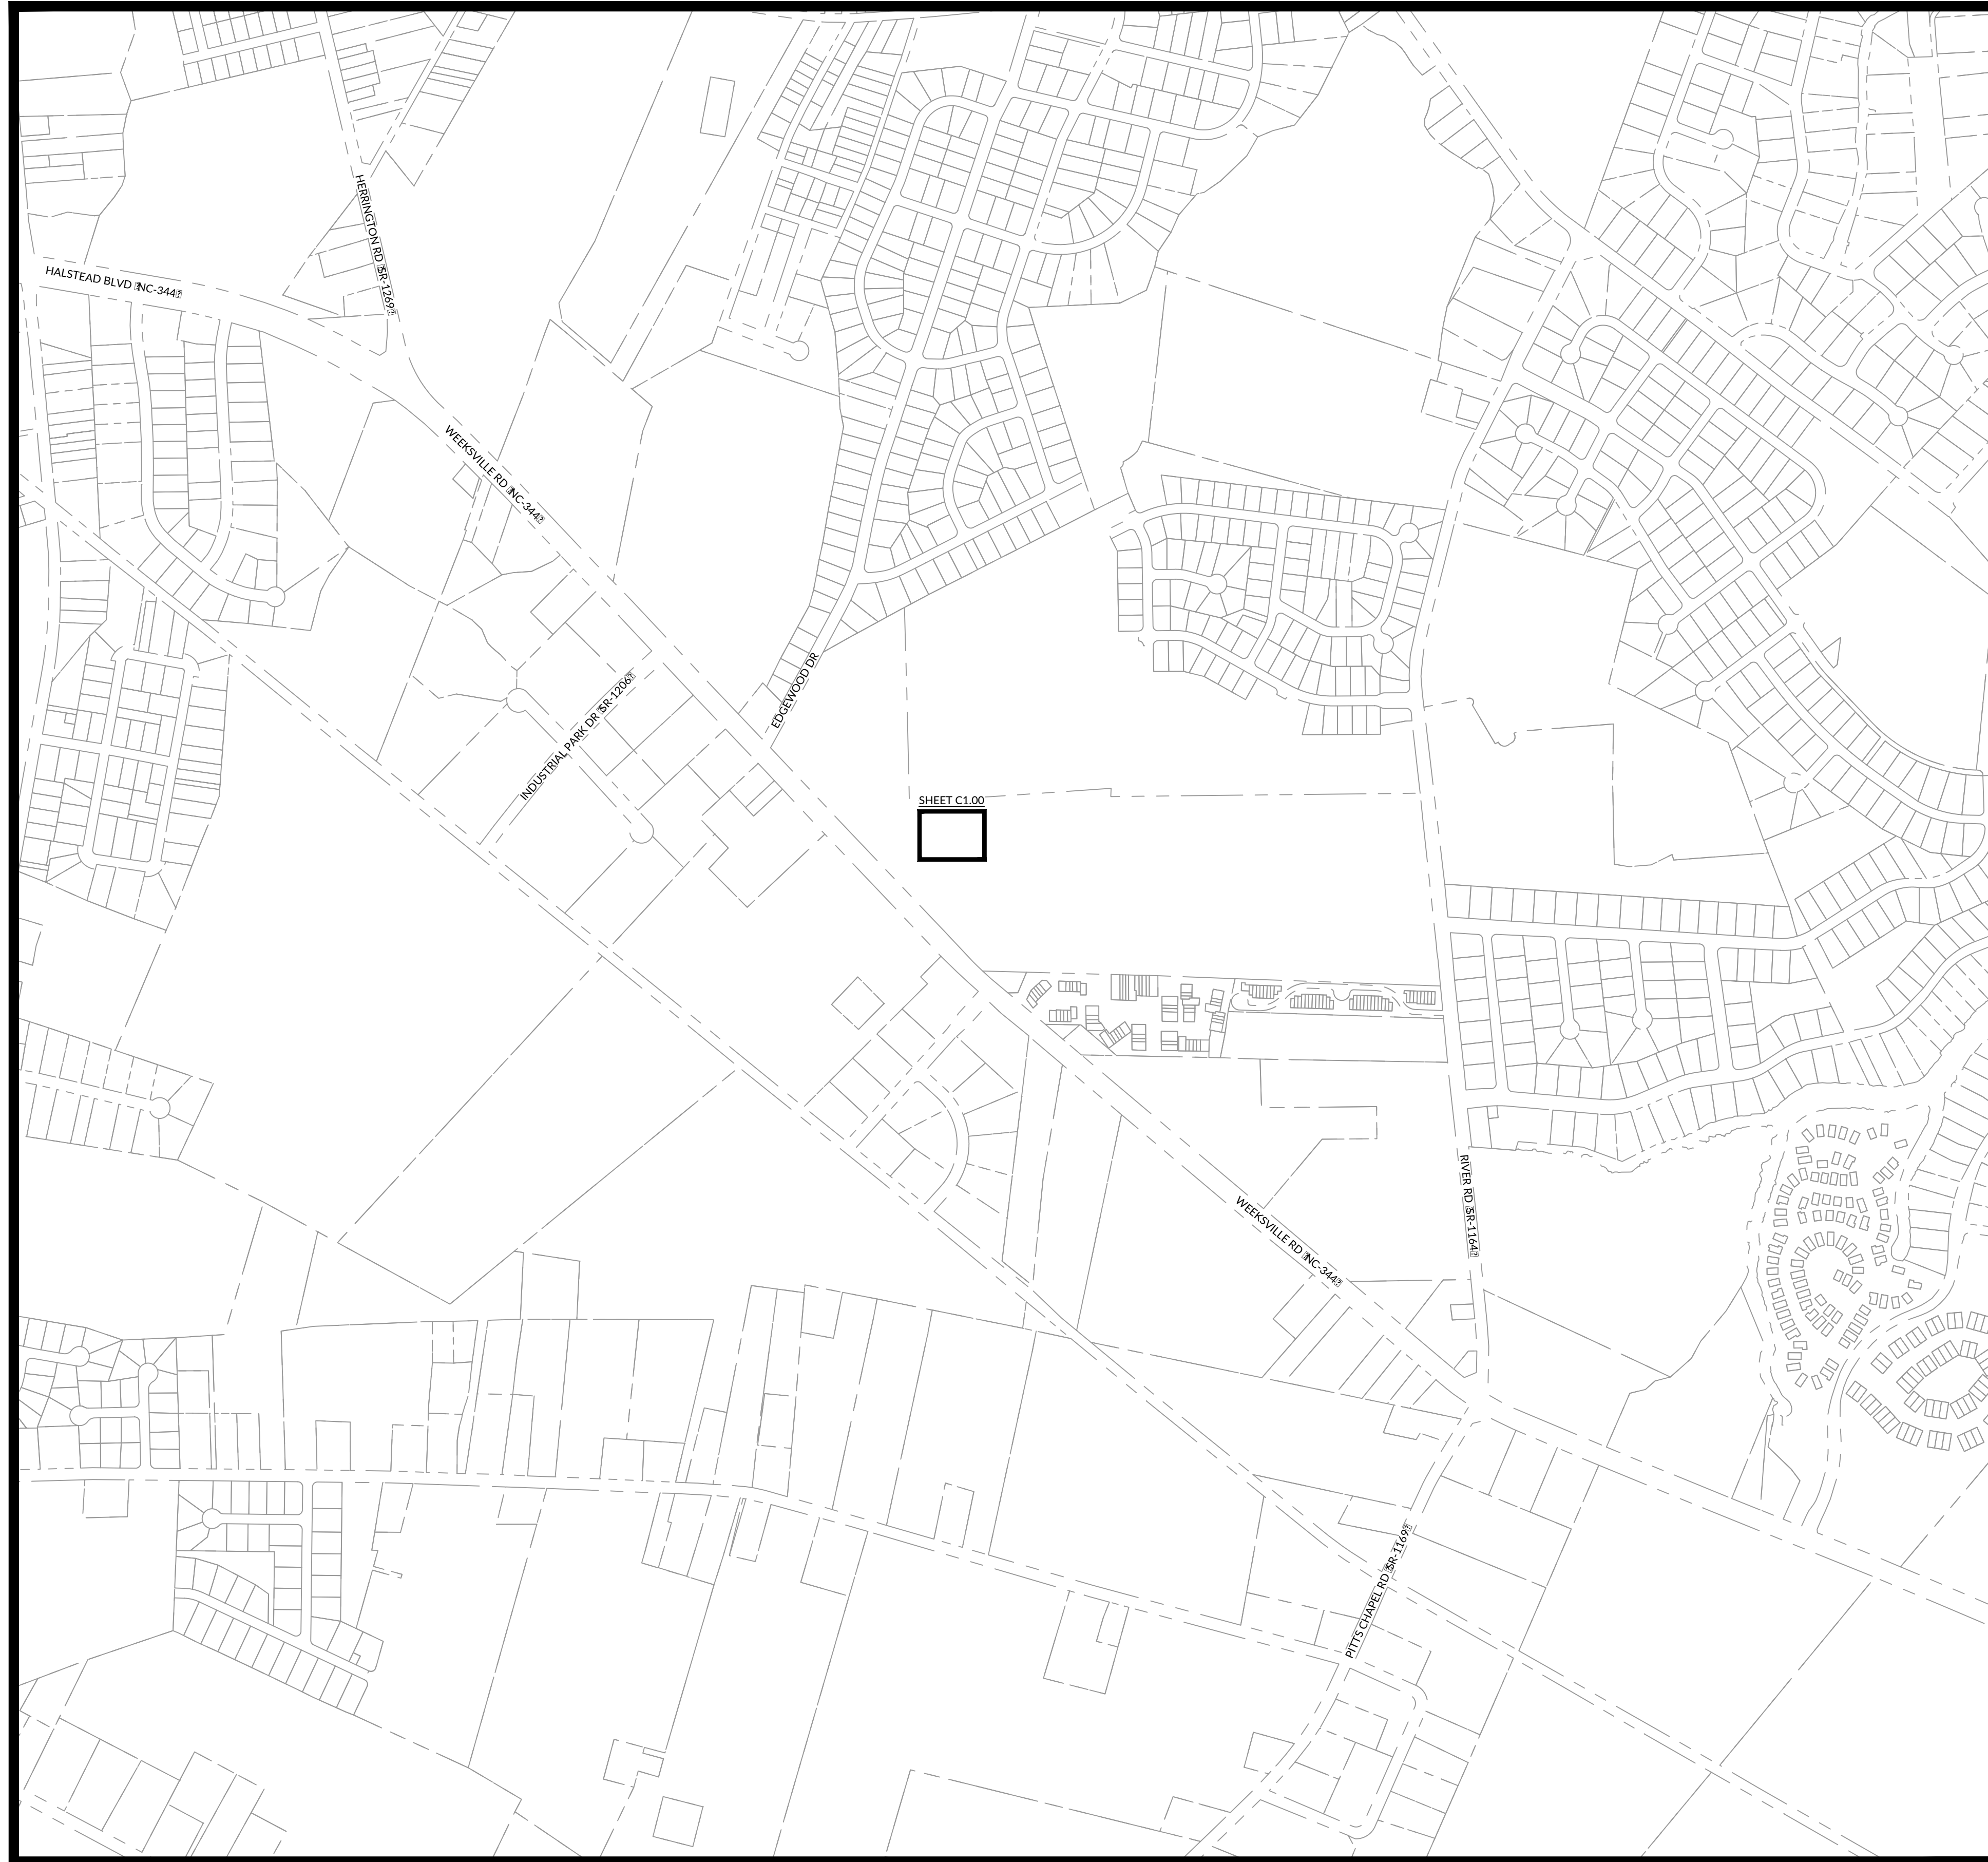 HERRINGTON RD SR-1269
HALSTEAD BLVD NC-344
WEEKSVILLE RD NC-344
EDGEWOOD DR
INDUSTRIAL PARK DR SR-1206
SHEET C1.00
RIVER RD SR-1164
WEEKSVILLE RD NC-344
PITTS CHAPEL RD SR-1169